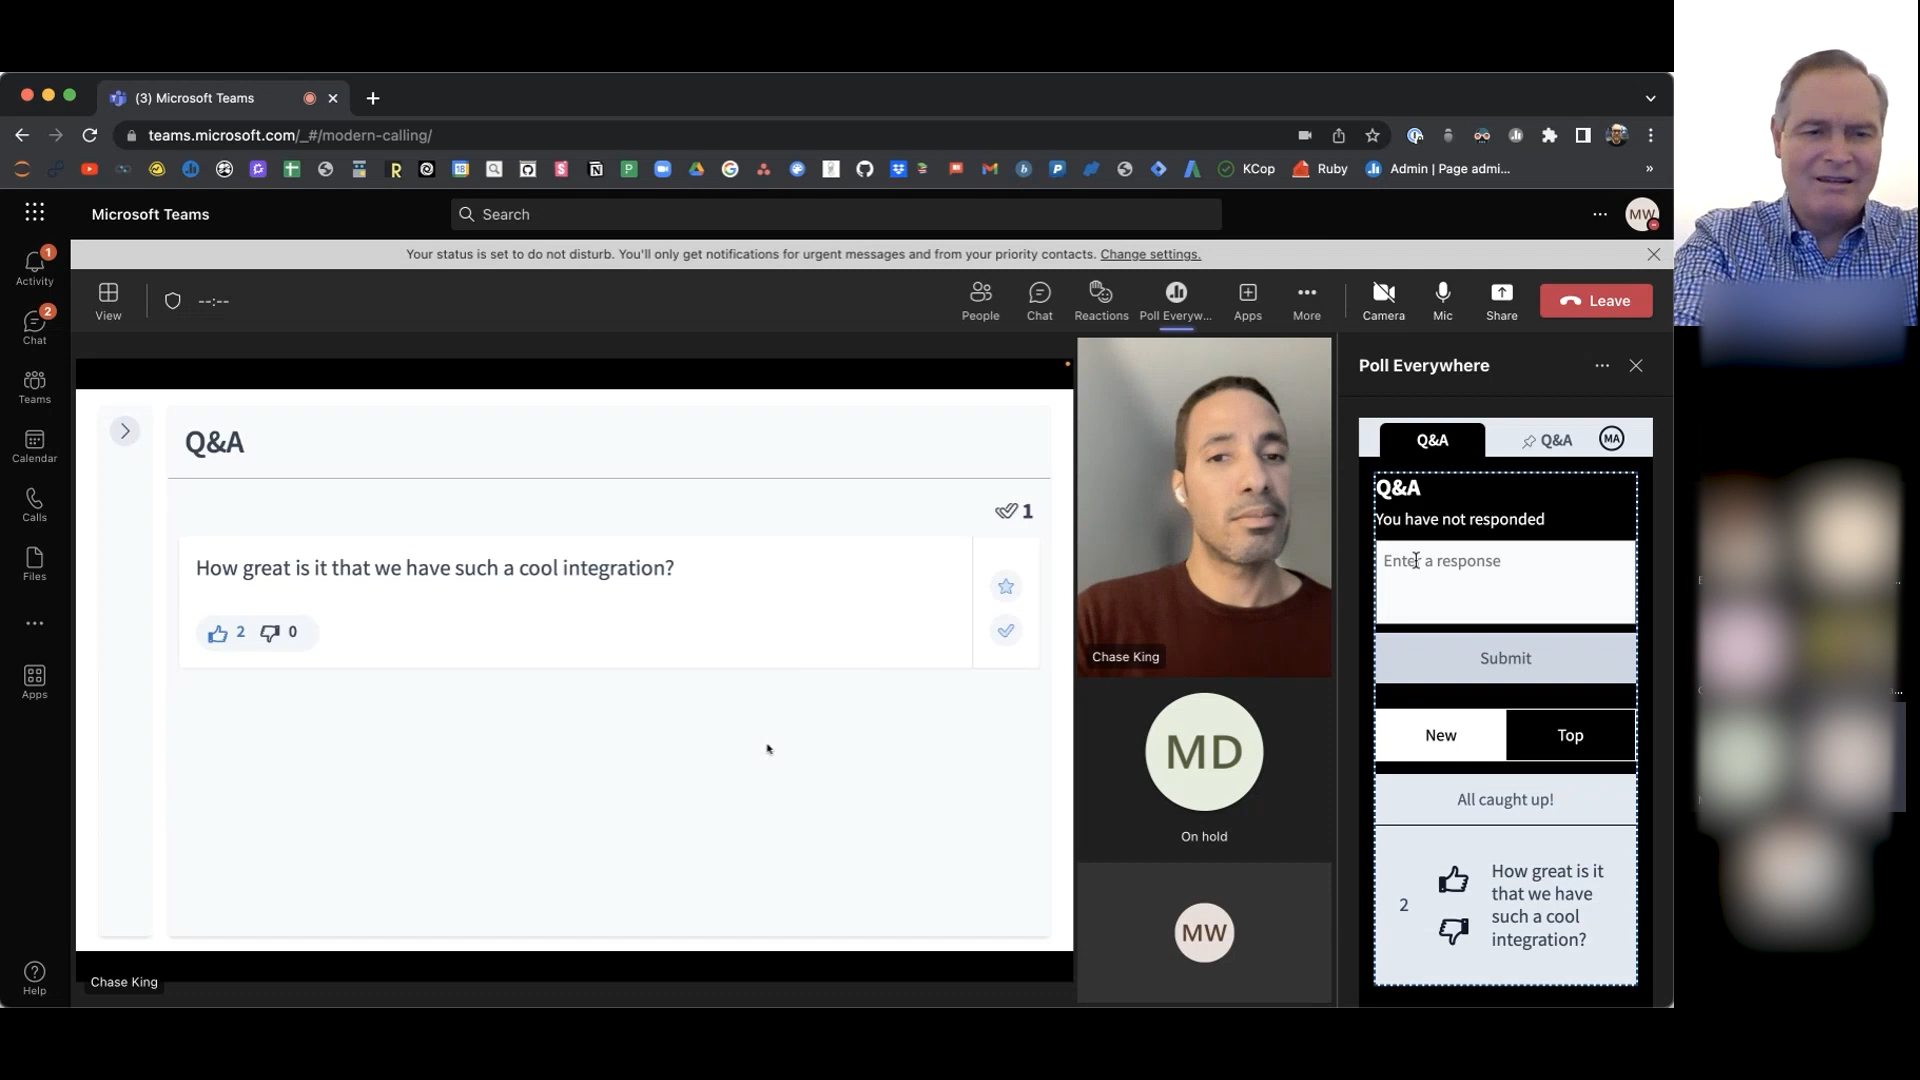 (3) Microsoft Teams
teams.microsoft.com/_#/modern-calling/
KCop
Ruby
Admin | Page admi...
»
Microsoft Teams
Search
MW
Your status is set to do not disturb. You'll only get notifications for urgent messages and from your priority contacts. Change settings.
1
Activity
2
Chat
Teams
Calendar
Calls
Files
Apps
Help
View
--:--
People
Chat
Reactions
Poll Everyw...
Apps
More
Camera
Mic
Share
Leave
Q&A
1
How great is it that we have such a cool integration?
2
0
Chase King
Chase King
MD
On hold
MW
Poll Everywhere
Q&A
Q&A
MA
Q&A
You have not responded
Enter a response
Submit
New
Top
All caught up!
2
How great is it
that we have
such a cool
integration?